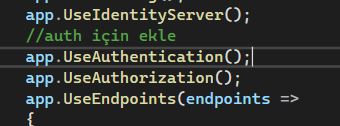 app.UseIdentityServer();
//auth için ekle
app.UseAuthentication();
app.UseAuthorization();
app.UseEndpoints(endpoints =>
{